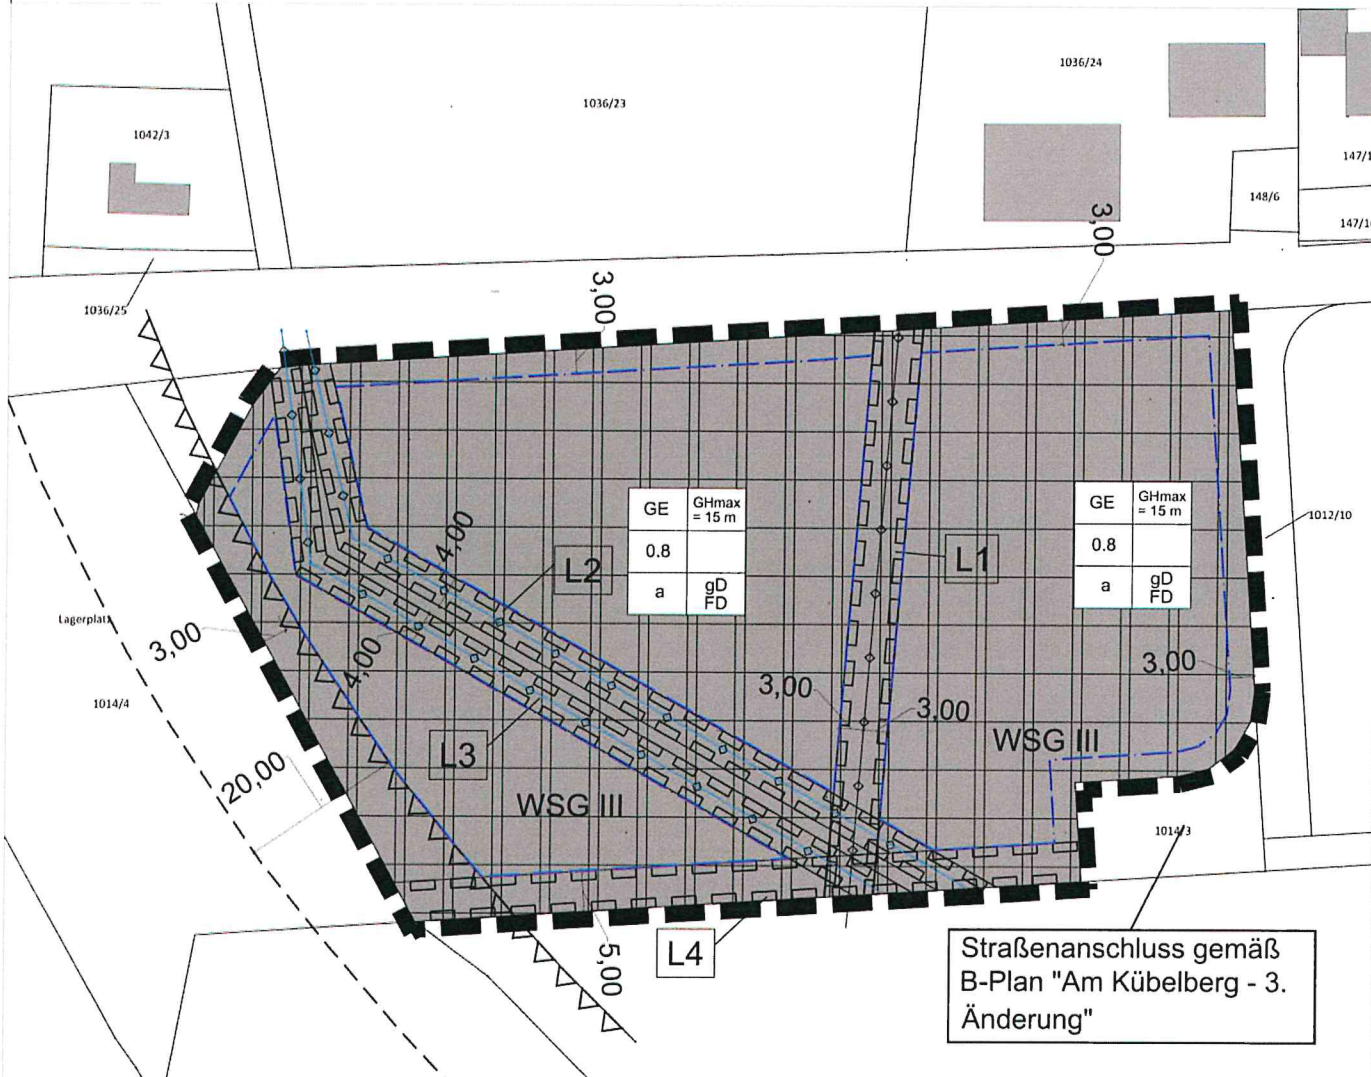 1036/24
1036/23
1042/3
147/1
148/6
147/10
3,00
3,00
1036/25
GE
GHmax
= 15 m
0.8
a
gD
FD
GE
GHmax
= 15 m
0.8
a
gD
FD
1012/10
4,00
L2
L1
Lagerplatz
3,00
4,00
3,00
3,00
3,00
1014/4
WSG III
L3
20,00
WSG III
1014/3
L4
5,00
Straßenanschluss gemäß
B-Plan "Am Kübelberg - 3.
Änderung"